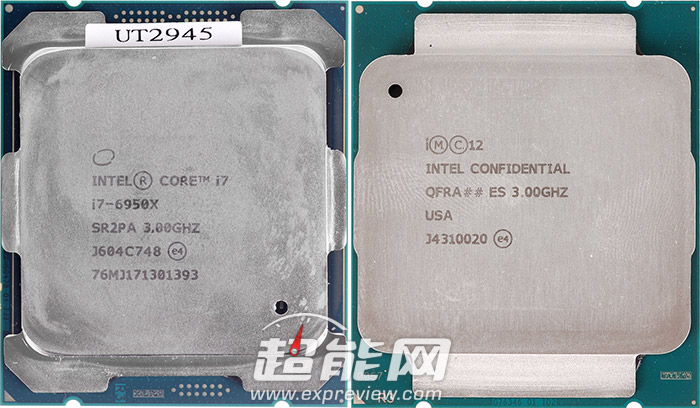 UT2945
INTEL® CORE™ i7
i7-6950X
SR2PA 3.00GHZ
J604C748 e4
76MJ171301393
i Ⓜ Ⓒ 12
INTEL CONFIDENTIAL
QFRA## ES 3.00GHZ
USA
J4310020 e4
超能网
www.expreview.com